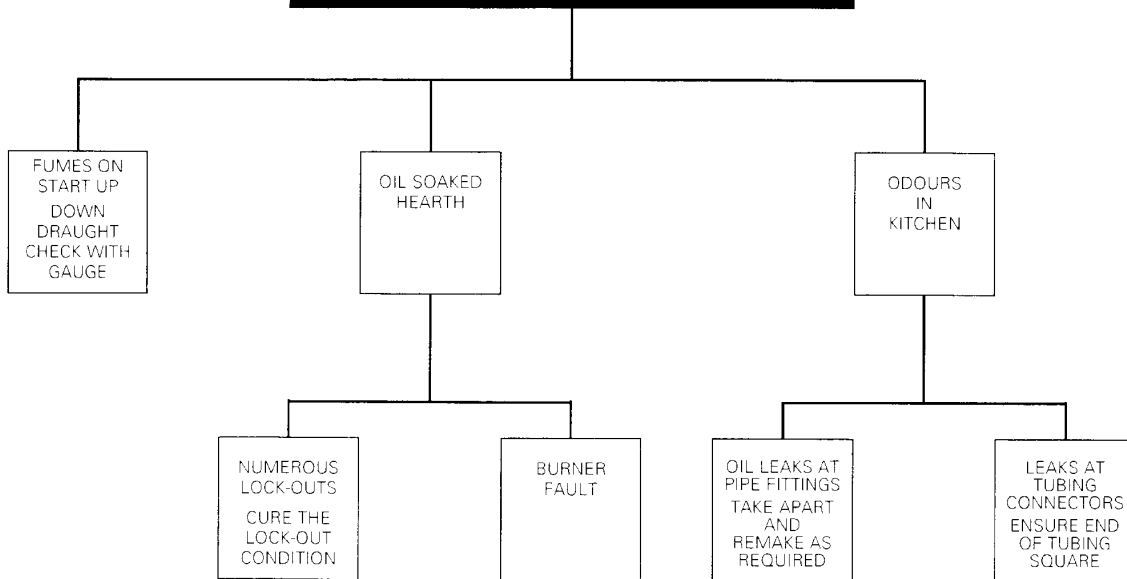 FUMES ON
START UP
DOWN
DRAUGHT
CHECK WITH
GAUGE
OIL SOAKED
HEARTH
ODOURS
IN
KITCHEN
NUMEROUS
LOCK-OUTS
CURE THE
LOCK-OUT
CONDITION
BURNER
FAULT
OIL LEAKS AT
PIPE FITTINGS
TAKE APART
AND
REMAKE AS
REQUIRED
LEAKS AT
TUBING
CONNECTORS
ENSURE END
OF TUBING
SQUARE